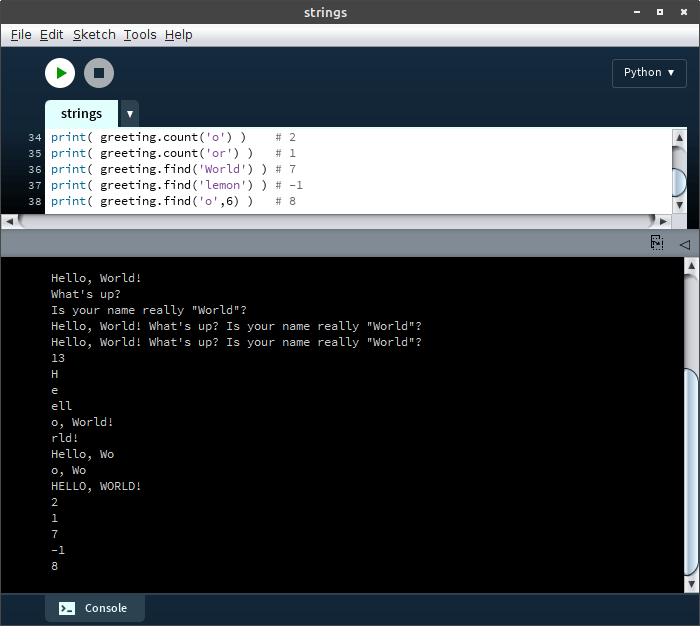 strings
File Edit Sketch Tools Help
Python ▼
strings ▼
34 print( greeting.count('o') )    # 2
35 print( greeting.count('or') )   # 1
36 print( greeting.find('World') ) # 7
37 print( greeting.find('lemon') ) # -1
38 print( greeting.find('o',6) )   # 8
Hello, World!
What's up?
Is your name really "World"?
Hello, World! What's up? Is your name really "World"?
Hello, World! What's up? Is your name really "World"?
13
H
e
ell
o, World!
rld!
Hello, Wo
o, Wo
HELLO, WORLD!
2
1
7
-1
8
Console